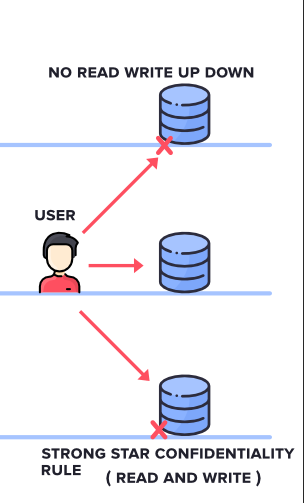 NO READ WRITE UP DOWN
USER
STRONG STAR CONFIDENTIALITY
RULE
( READ AND WRITE )